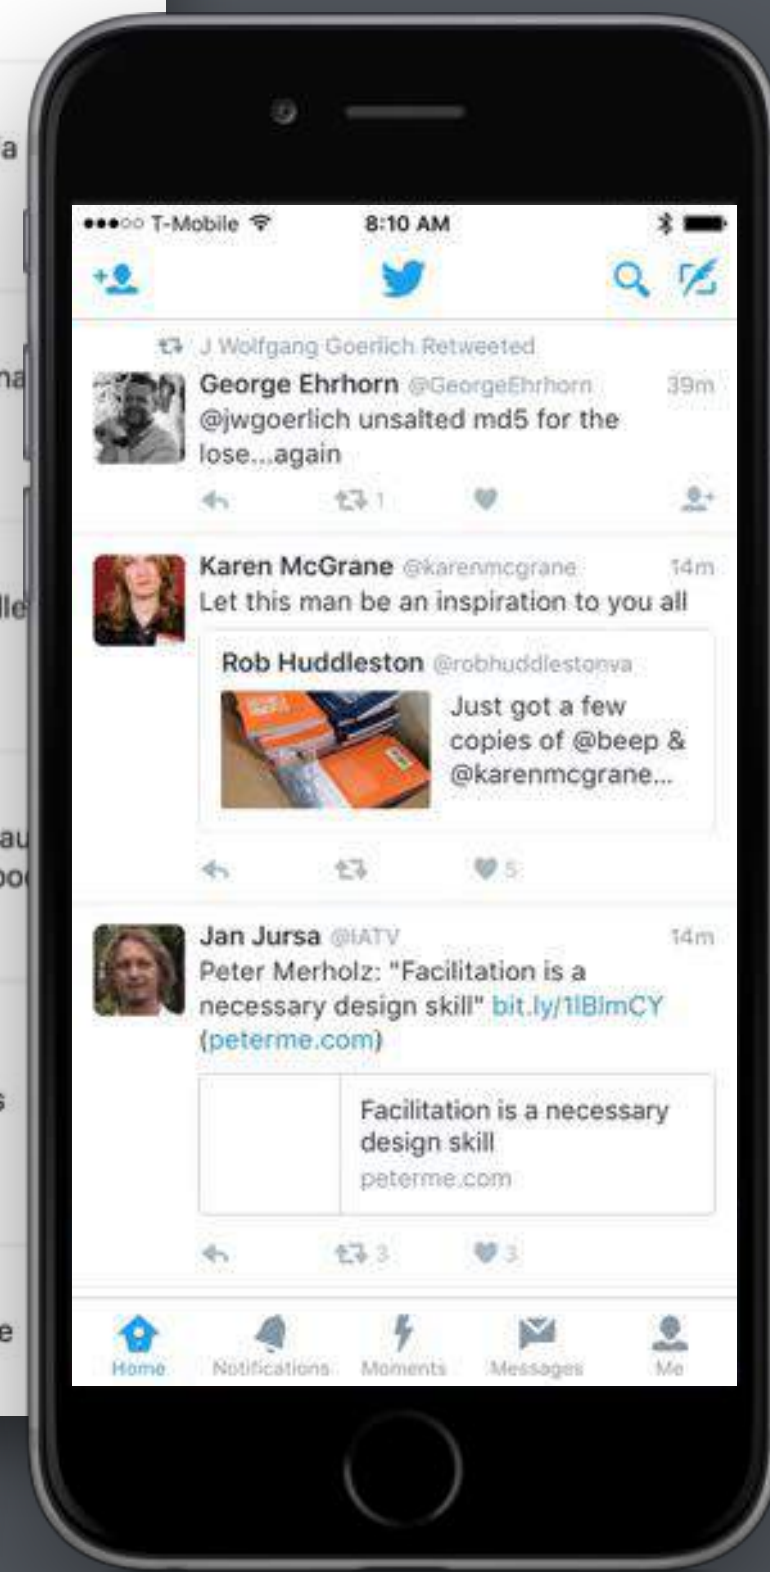 a
na
lle
au
s
e
T-Mobile 8:10 AM
J Wolfgang Goerlich Retweeted
George Ehrhorn @GeorgeEhrhorn 39m
@jwgoerlich unsalted md5 for the
lose...again
1
Karen McGrane @karenmcgrane 14m
Let this man be an inspiration to you all
Rob Huddleston @robhuddlestonva
Just got a few
copies of @beep &
@karenmcgrane...
5
Jan Jursa @IATV 14m
Peter Merholz: "Facilitation is a
necessary design skill" bit.ly/1lBlmCY
(peterme.com)
Facilitation is a necessary
design skill
peterme.com
3 3
Home Notifications Moments Messages Me